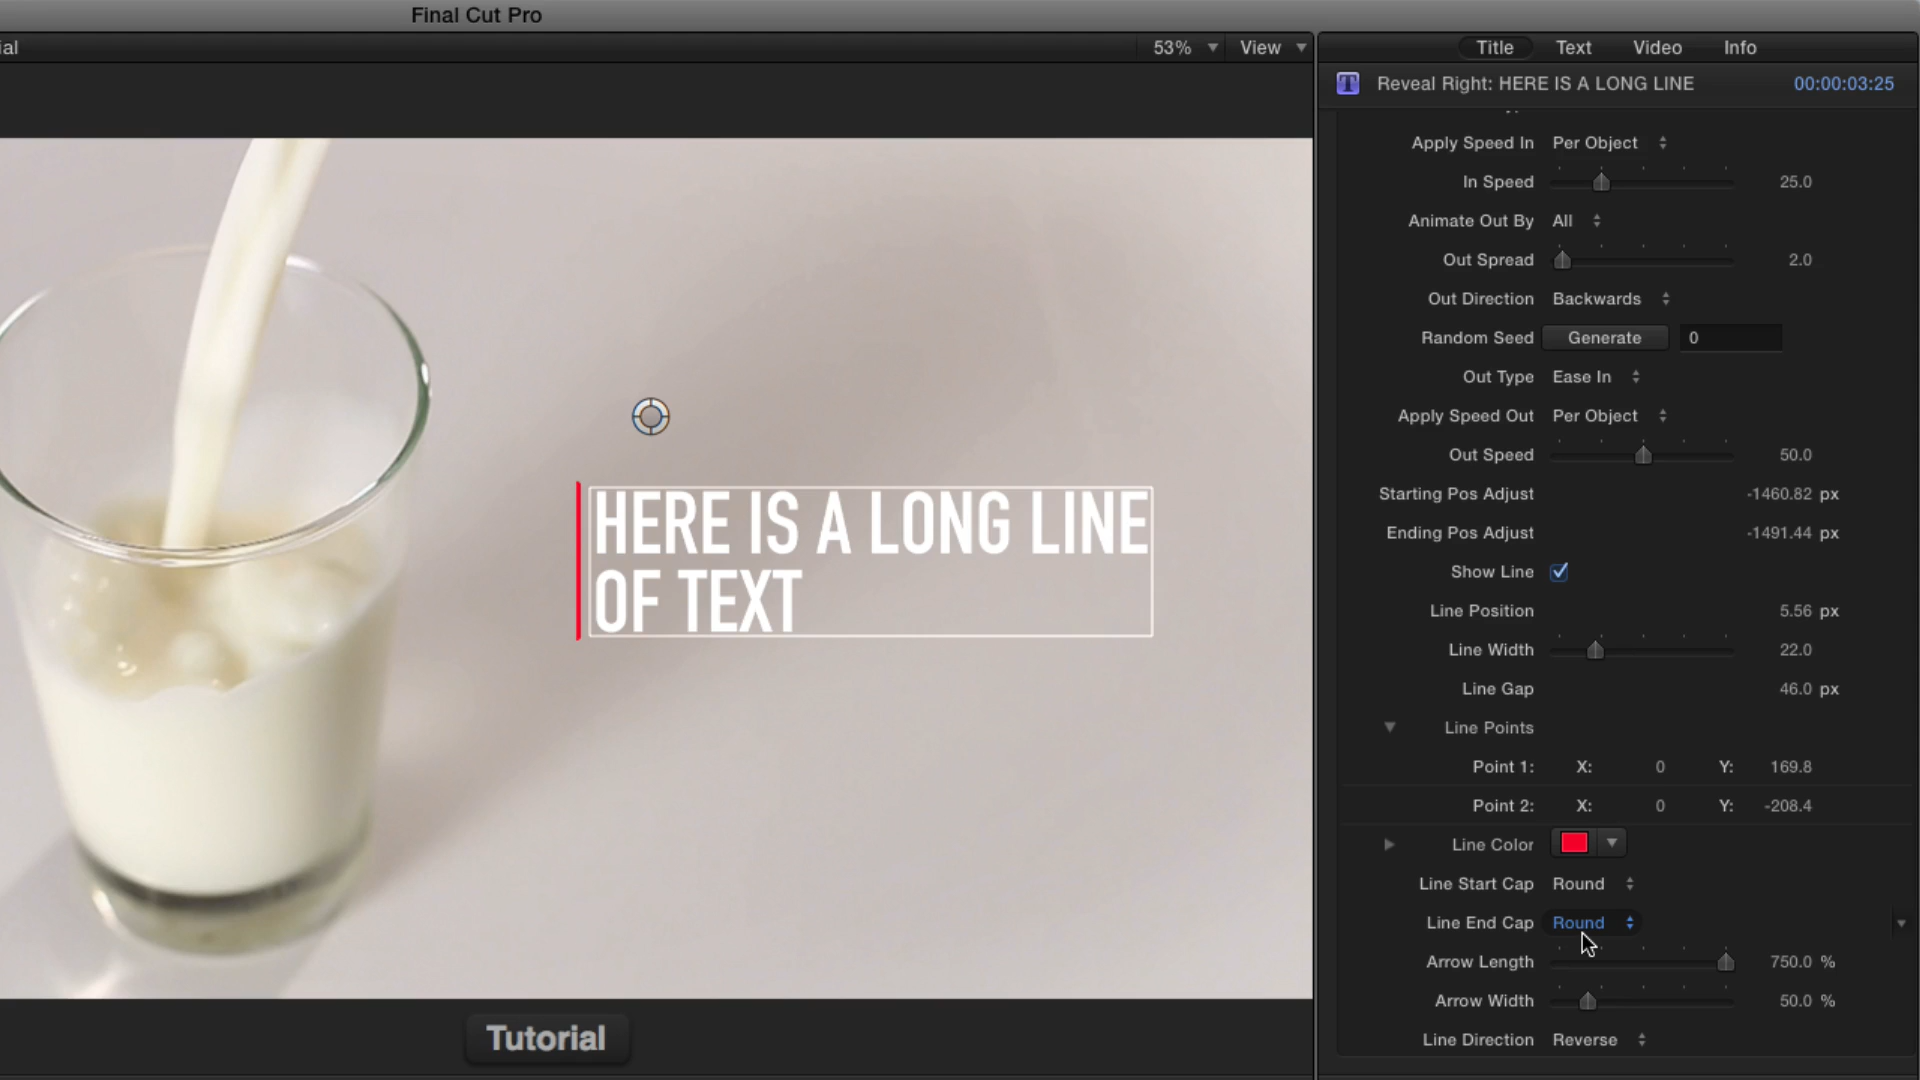 Final Cut Pro
ial
53% View
Title Text Video Info
Reveal Right: HERE IS A LONG LINE 00:00:03:25
Apply Speed In Per Object
In Speed 25.0
Animate Out By All
Out Spread 2.0
Out Direction Backwards
Random Seed Generate 0
Out Type Ease In
Apply Speed Out Per Object
Out Speed 50.0
Starting Pos Adjust -1460.82 px
Ending Pos Adjust -1491.44 px
Show Line
Line Position 5.56 px
Line Width 22.0
Line Gap 46.0 px
Line Points
Point 1: X: 0 Y: 169.8
Point 2: X: 0 Y: -208.4
Line Color
Line Start Cap Round
Line End Cap Round
Arrow Length 750.0 %
Arrow Width 50.0 %
Line Direction Reverse
HERE IS A LONG LINE
OF TEXT
Tutorial